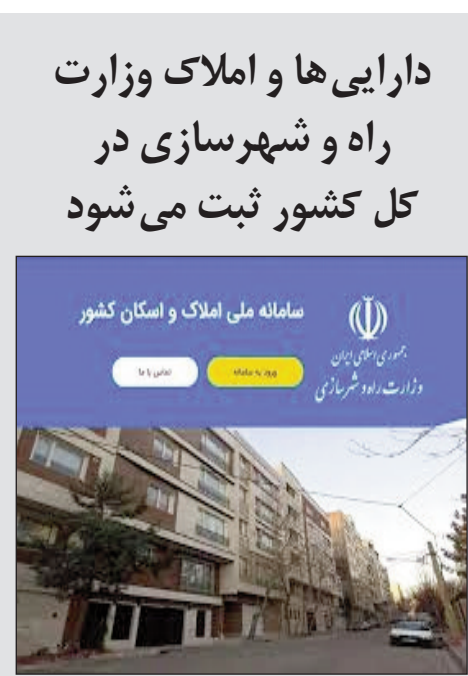 دارایی‌ها و املاک وزارت
راه و شهرسازی در
کل کشور ثبت می‌شود
سامانه ملی املاک و اسکان کشور
جمهوری اسلامی ایران
وزارت راه و شهرسازی
ورود به سامانه
تماس با ما